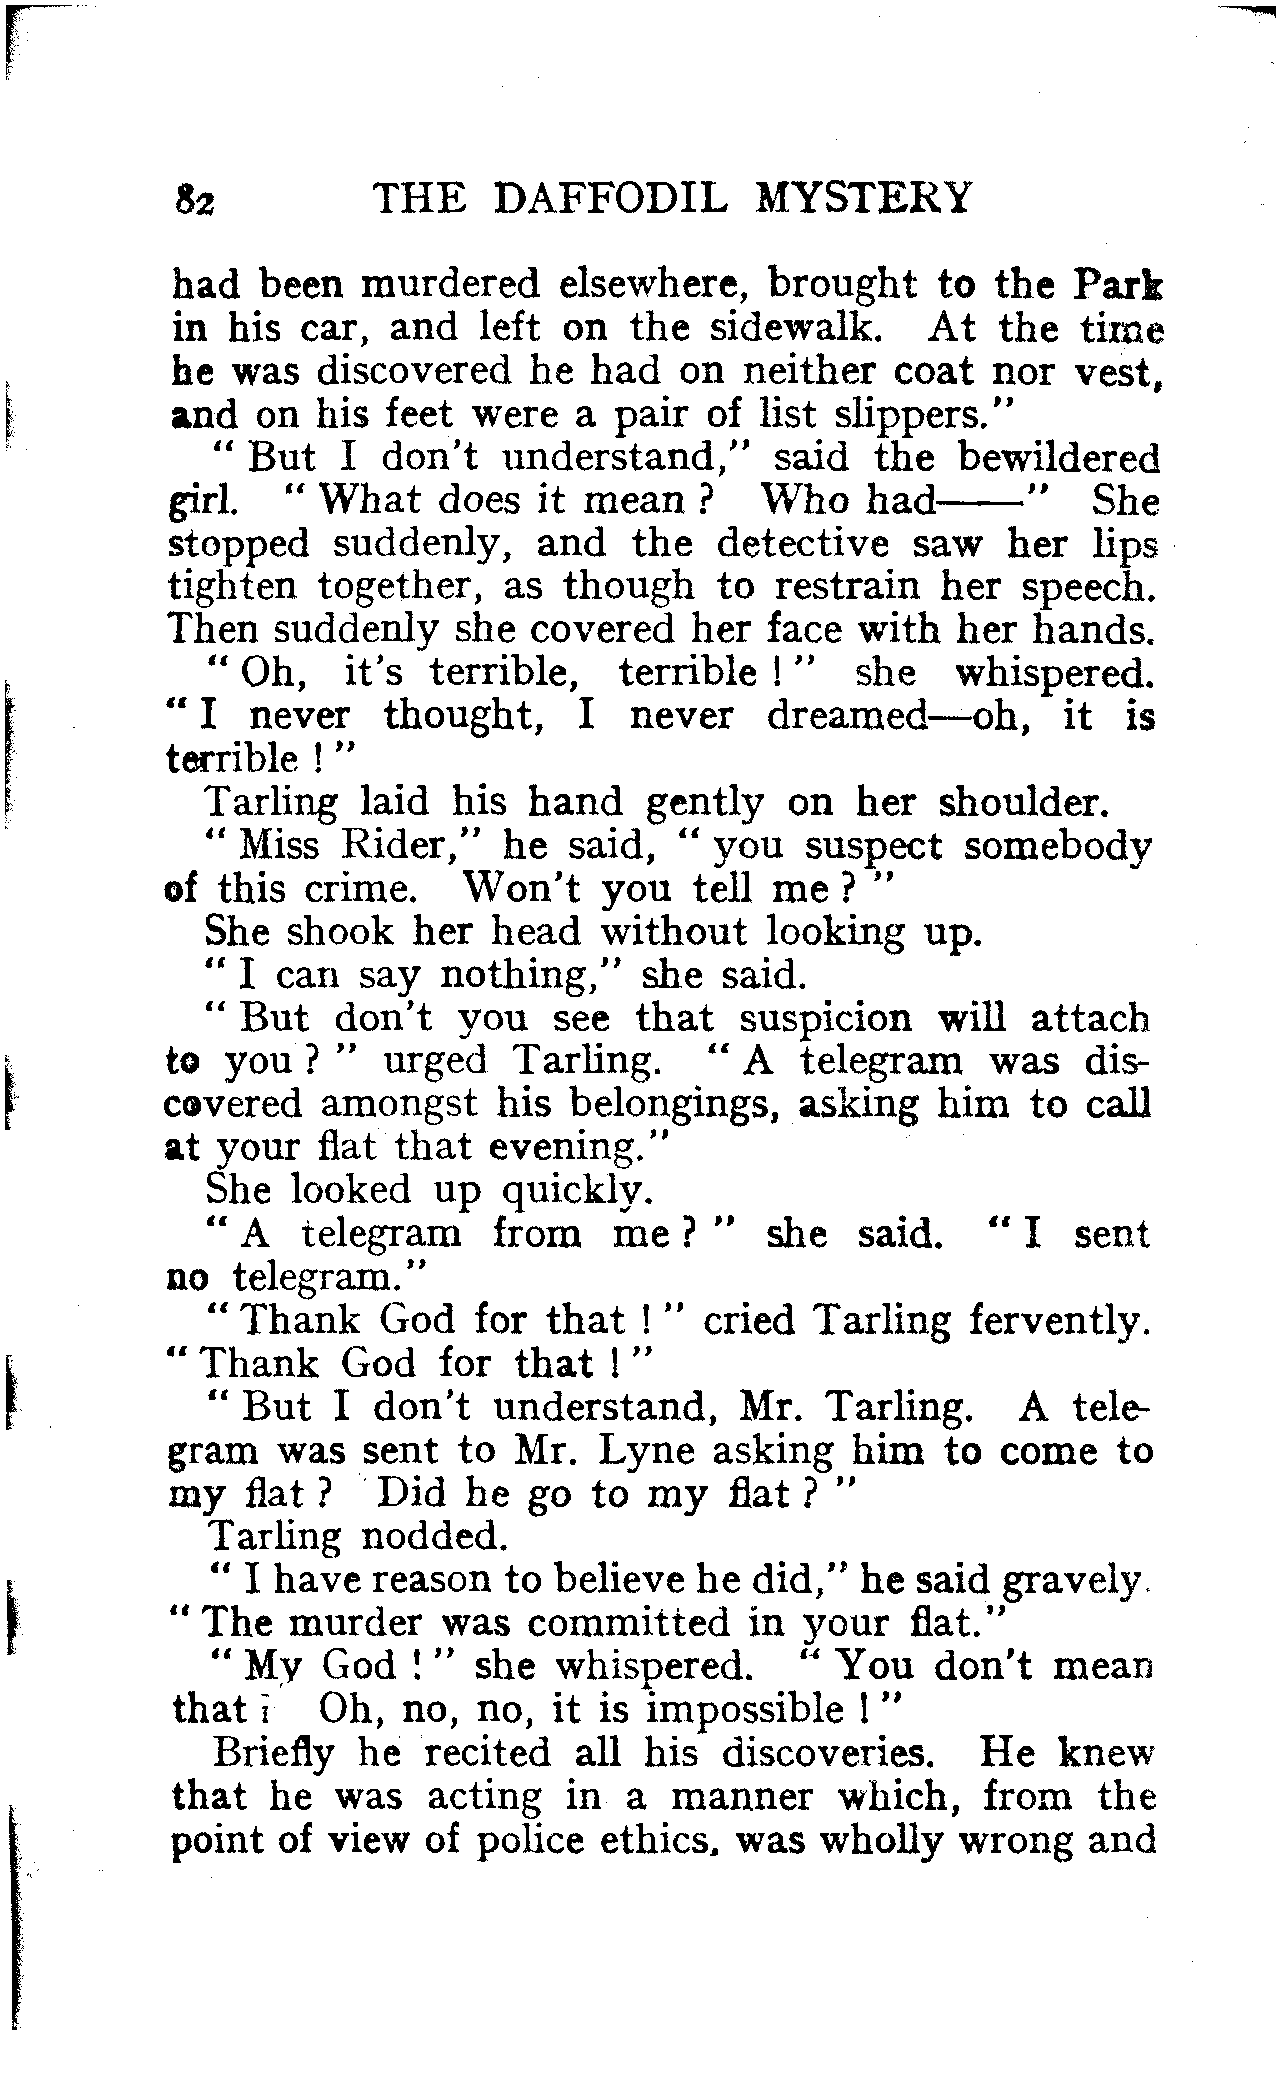 82 THE DAFFODIL MYSTERY
had been murdered elsewhere, brought to the Park
in his car, and left on the sidewalk. At the time
he was discovered he had on neither coat nor vest,
and on his feet were a pair of list slippers."
" But I don't understand," said the bewildered
girl. " What does it mean ? Who had——" She
stopped suddenly, and the detective saw her lips
tighten together, as though to restrain her speech.
Then suddenly she covered her face with her hands.
" Oh, it's terrible, terrible ! " she whispered.
" I never thought, I never dreamed—oh, it is
terrible ! "
Tarling laid his hand gently on her shoulder.
" Miss Rider," he said, " you suspect somebody
of this crime. Won't you tell me ? "
She shook her head without looking up.
" I can say nothing," she said.
" But don't you see that suspicion will attach
to you ? " urged Tarling. " A telegram was dis-
covered amongst his belongings, asking him to call
at your flat that evening."
She looked up quickly.
" A telegram from me ? " she said. " I sent
no telegram."
" Thank God for that ! " cried Tarling fervently.
" Thank God for that ! "
" But I don't understand, Mr. Tarling. A tele-
gram was sent to Mr. Lyne asking him to come to
my flat ? Did he go to my flat ? "
Tarling nodded.
" I have reason to believe he did," he said gravely.
" The murder was committed in your flat."
" My God ! " she whispered. " You don't mean
that ! Oh, no, no, it is impossible ! "
Briefly he recited all his discoveries. He knew
that he was acting in a manner which, from the
point of view of police ethics, was wholly wrong and